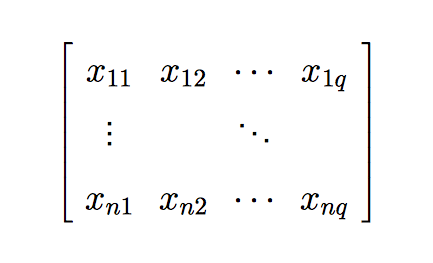 x₁₁ x₁₂ ⋯ x₁q
⋮ ⋱
xₙ₁ xₙ₂ ⋯ xₙq